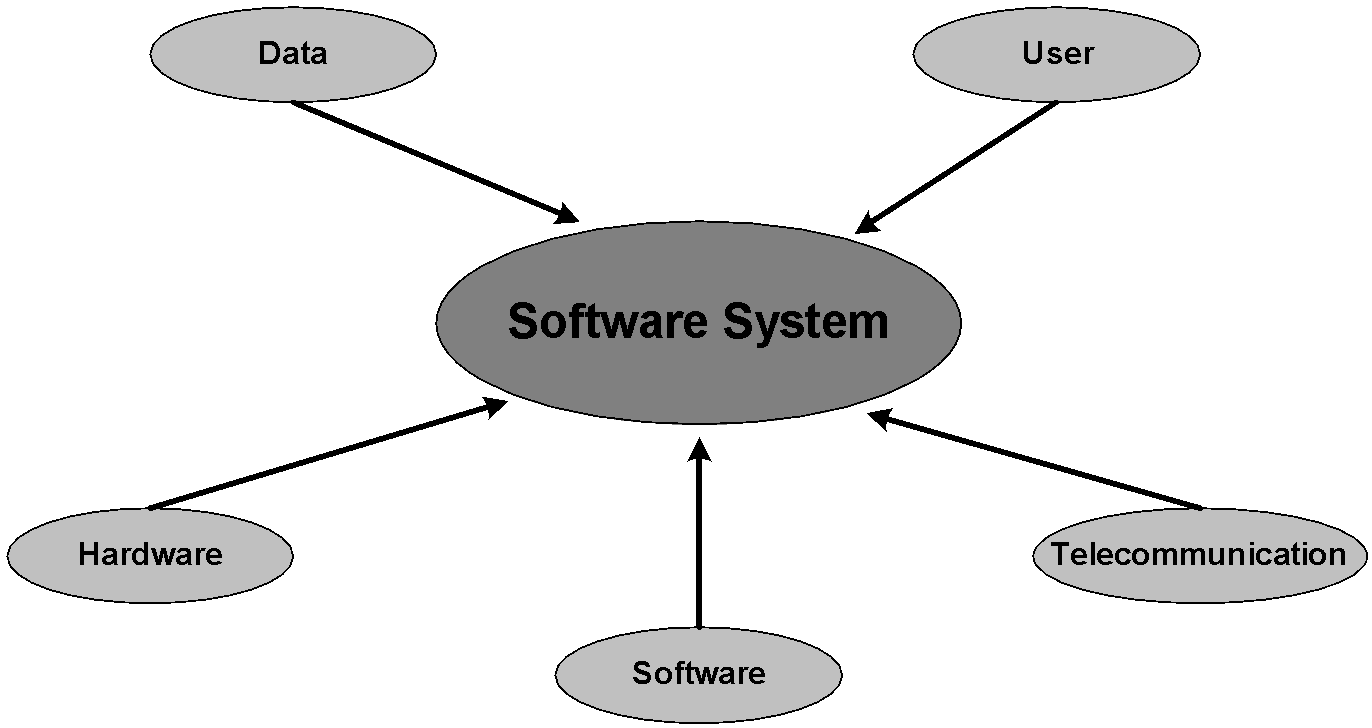 Data
User
Software System
Hardware
Telecommunication
Software